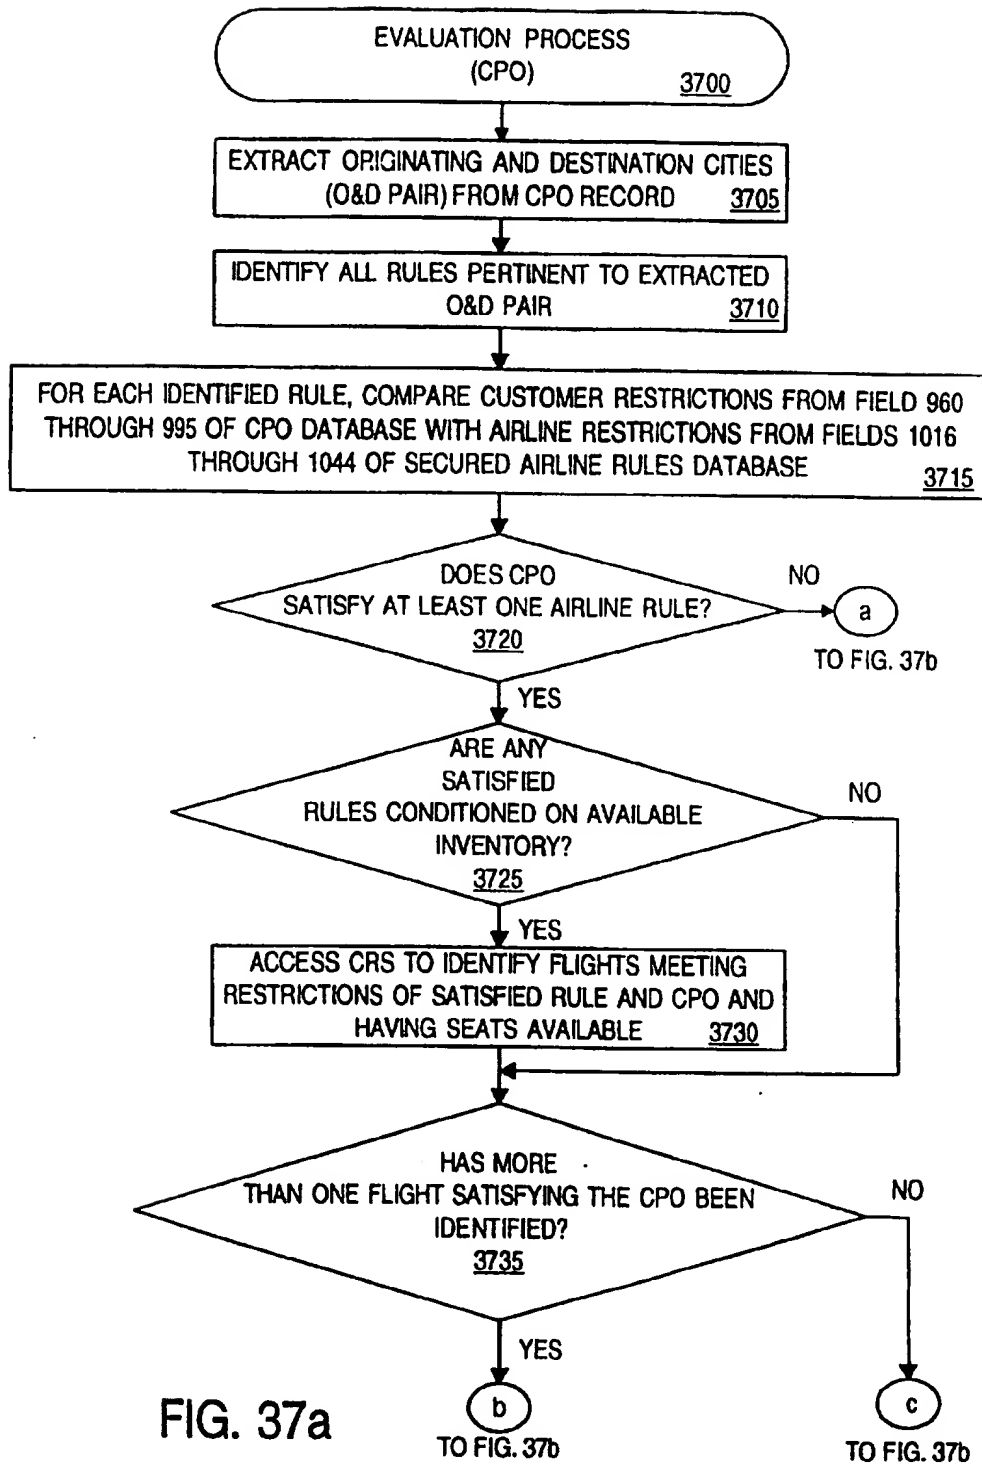 EVALUATION PROCESS
(CPO)
3700
EXTRACT ORIGINATING AND DESTINATION CITIES
(O&D PAIR) FROM CPO RECORD 3705
IDENTIFY ALL RULES PERTINENT TO EXTRACTED
O&D PAIR 3710
FOR EACH IDENTIFIED RULE, COMPARE CUSTOMER RESTRICTIONS FROM FIELD 960
THROUGH 995 OF CPO DATABASE WITH AIRLINE RESTRICTIONS FROM FIELDS 1016
THROUGH 1044 OF SECURED AIRLINE RULES DATABASE 3715
DOES CPO
SATISFY AT LEAST ONE AIRLINE RULE?
3720
NO
a
TO FIG. 37b
YES
ARE ANY
SATISFIED
RULES CONDITIONED ON AVAILABLE
INVENTORY?
3725
NO
YES
ACCESS CRS TO IDENTIFY FLIGHTS MEETING
RESTRICTIONS OF SATISFIED RULE AND CPO AND
HAVING SEATS AVAILABLE 3730
HAS MORE
THAN ONE FLIGHT SATISFYING THE CPO BEEN
IDENTIFIED?
3735
NO
YES
b
TO FIG. 37b
c
TO FIG. 37b
FIG. 37a